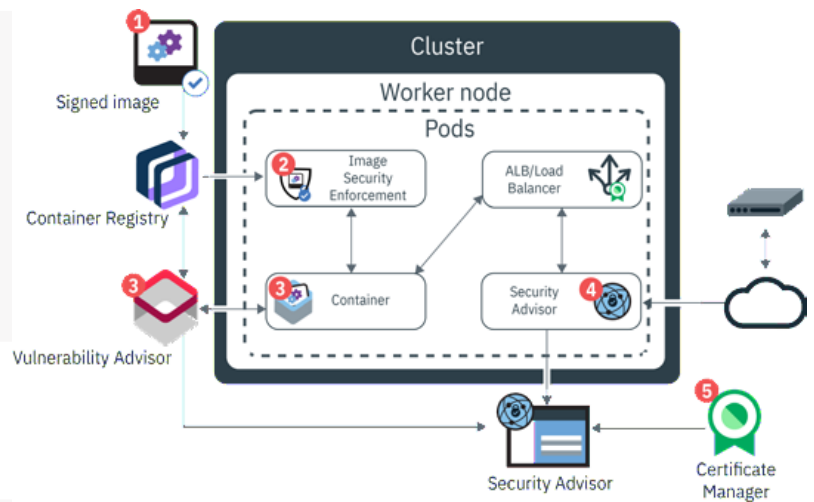 1
Signed image
Container Registry
3
Vulnerability Advisor
Cluster
Worker node
Pods
2
Image
Security
Enforcement
ALB/Load
Balancer
3
Container
Security
Advisor
4
Security Advisor
5
Certificate
Manager